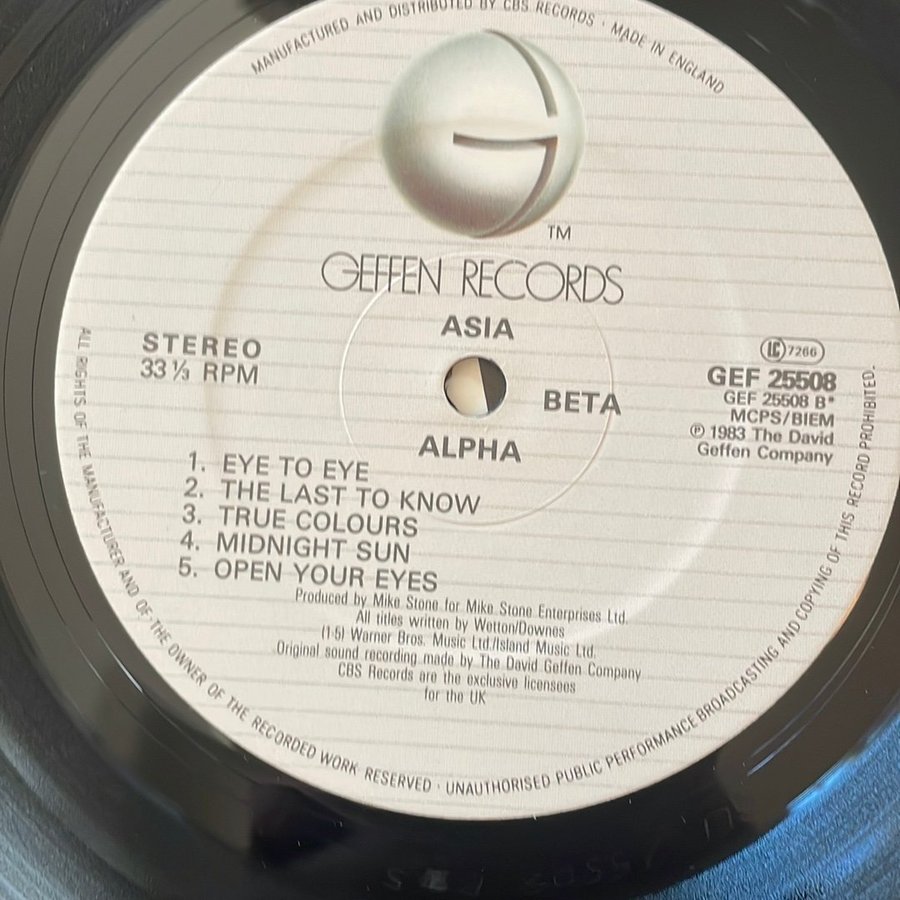 MANUFACTURED AND DISTRIBUTED BY CBS RECORDS · MADE IN ENGLAND
TM
GEFFEN RECORDS
ASIA
STEREO
33⅓ RPM
BETA
ALPHA
LC 7266
GEF 25508
GEF 25508 B*
MCPS/BIEM
℗ 1983 The David
Geffen Company
1. EYE TO EYE
2. THE LAST TO KNOW
3. TRUE COLOURS
4. MIDNIGHT SUN
5. OPEN YOUR EYES
Produced by Mike Stone for Mike Stone Enterprises Ltd.
All titles written by Wetton/Downes
(1-5) Warner Bros. Music Ltd./Island Music Ltd.
Original sound recording made by The David Geffen Company
CBS Records are the exclusive licensees
for the UK
ALL RIGHTS OF THE MANUFACTURER AND OF THE OWNER OF THE RECORDED WORK RESERVED · UNAUTHORISED PUBLIC PERFORMANCE BROADCASTING AND COPYING OF THIS RECORD PROHIBITED.